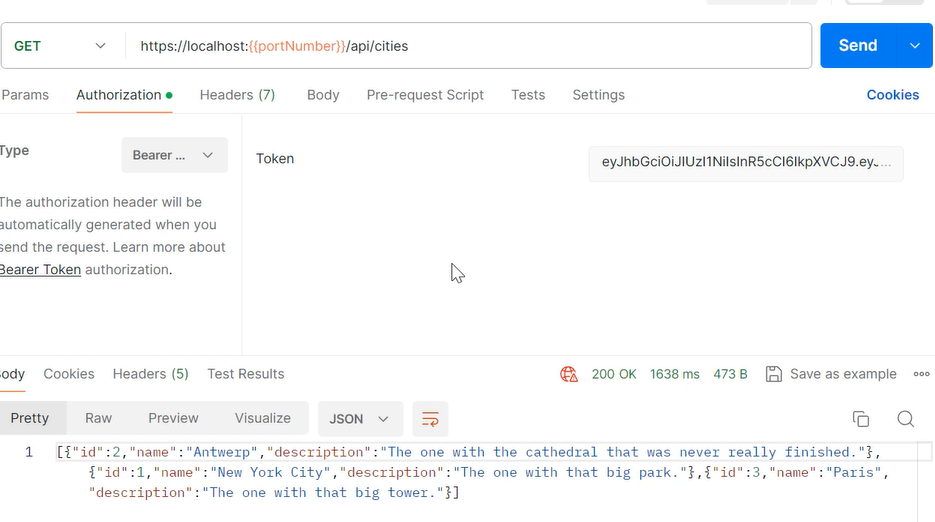 GET
https://localhost:{{portNumber}}/api/cities
Send
Params Authorization Headers (7) Body Pre-request Script Tests Settings Cookies
Type
Bearer ...
Token
eyJhbGciOiJIUzI1NiIsInR5cCI6IkpXVCJ9.eyJ...
The authorization header will be
automatically generated when you
send the request. Learn more about
Bearer Token authorization.
Body Cookies Headers (5) Test Results
200 OK 1638 ms 473 B Save as example
Pretty Raw Preview Visualize JSON
1 [{"id":2,"name":"Antwerp","description":"The one with the cathedral that was never really finished."},
{"id":1,"name":"New York City","description":"The one with that big park."},{"id":3,"name":"Paris",
"description":"The one with that big tower."}]